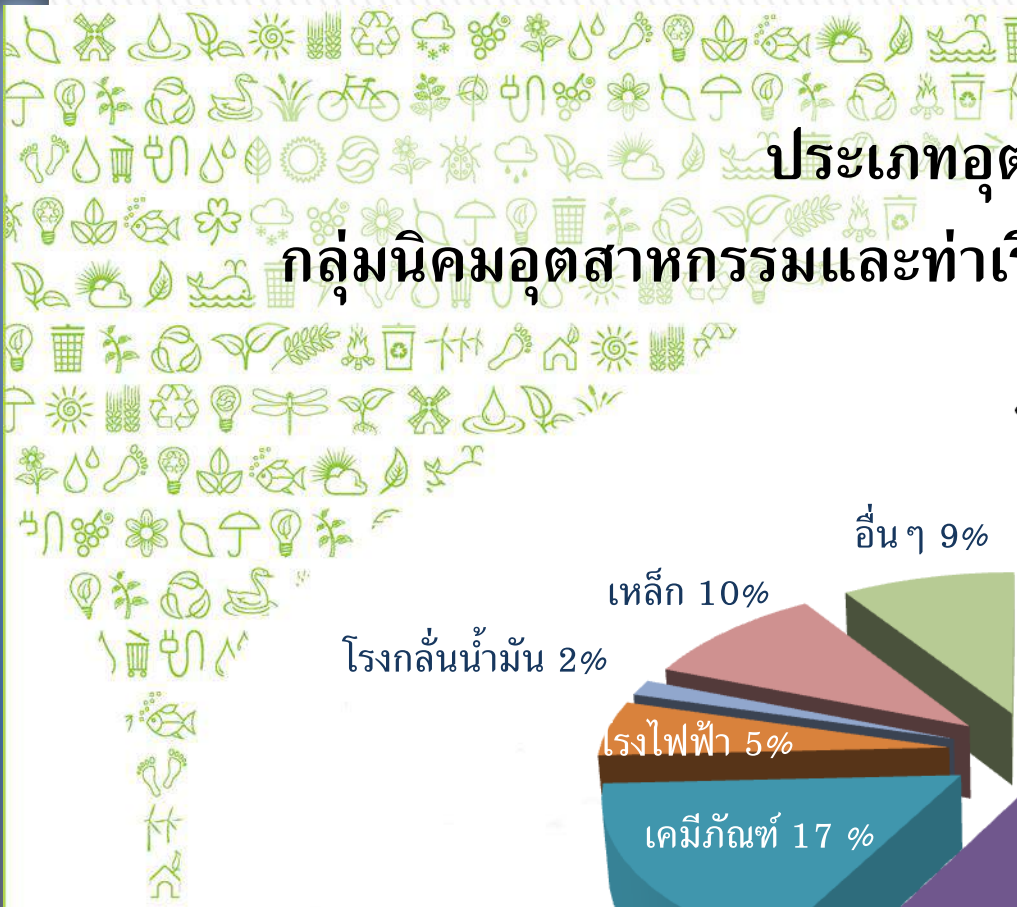 ประเภทอุต
กลุ่มนิคมอุตสาหกรรมและท่าเรื
อื่น ๆ 9%
เหล็ก 10%
โรงกลั่นน้ำมัน 2%
โรงไฟฟ้า 5%
เคมีภัณฑ์ 17 %